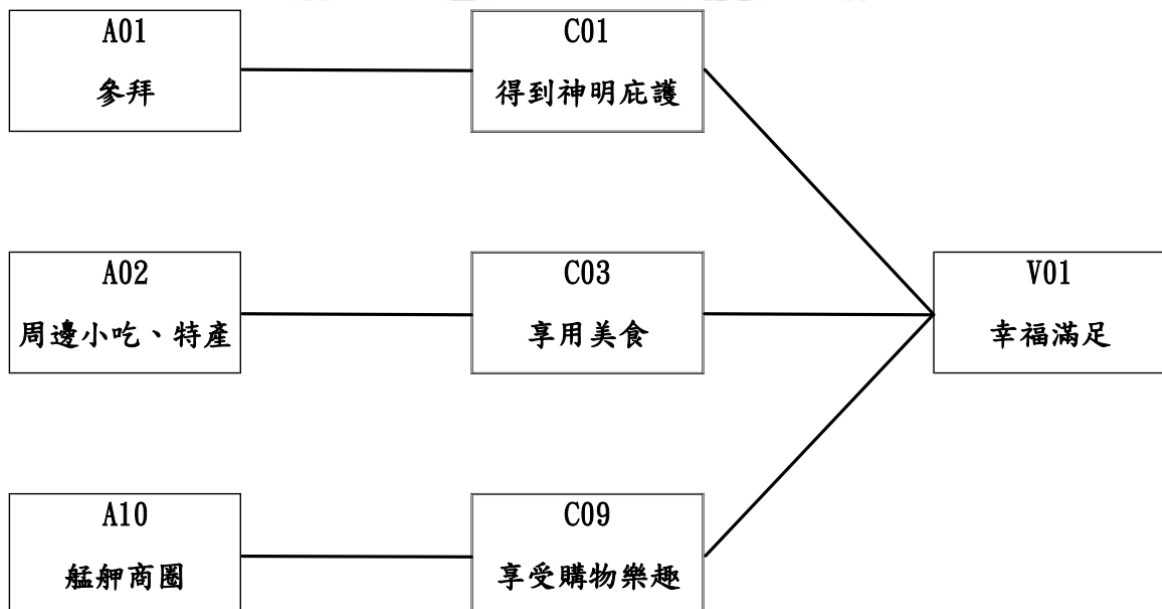 A01
參拜
C01
得到神明庇護
A02
周邊小吃、特產
C03
享用美食
V01
幸福滿足
A10
艋舺商圈
C09
享受購物樂趣